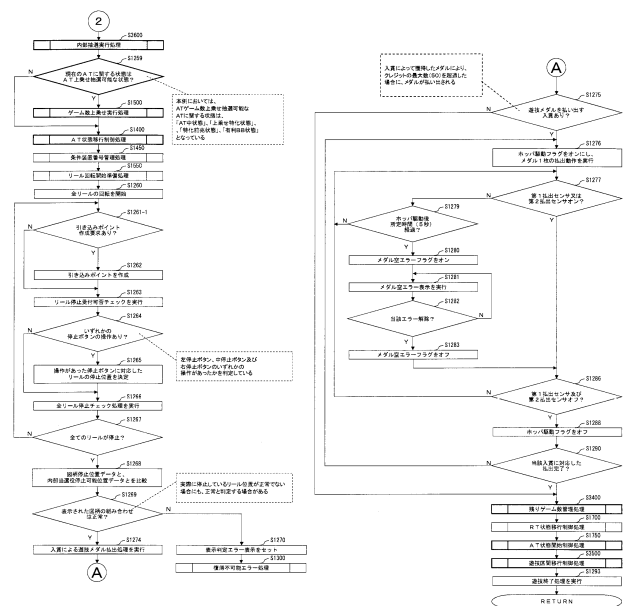 2
S3600
内部抽選実行処理
S1259
現在のATに関する状態は
AT上乗せ抽選可能な状態?
N
Y
S1500
ゲーム数上乗せ実行処理
本例においては、
ATゲーム数上乗せ抽選可能な
ATに関する状態は、
「AT中状態」、「上乗せ特化状態」、
「特化前兆状態」、「有利BB状態」
となっている
S1400
AT状態移行制御処理
S1450
条件装置番号管理処理
S1550
リール回転開始準備処理
S1260
全リールの回転を開始
S1261-1
引き込みポイント
作成要求あり?
N
Y
S1262
引き込みポイントを作成
S1263
リール停止受付可否チェックを実行
S1264
いずれかの
停止ボタンの操作あり?
N
Y
S1265
操作があった停止ボタンに対応した
リールの停止位置を決定
左停止ボタン、中停止ボタン及び
右停止ボタンのいずれかの
操作があったかを判定している
S1266
全リール停止チェック処理を実行
S1267
全てのリールが停止?
N
Y
S1268
図柄停止位置データと、
内部当選役停止可能位置データとを比較
S1269
表示された図柄の組み合わせ
は正常?
N
Y
実際に停止しているリール位置が正常でない
場合にも、正常と判定する場合がある
S1270
表示判定エラー表示をセット
S1300
復帰不可能エラー処理
S1274
入賞による遊技メダル払出処理を実行
A
A
入賞によって獲得したメダルにより、
クレジットの最大数(50)を超過した
場合に、メダルが払い出される
S1275
遊技メダルを払い出す
入賞あり?
N
Y
S1276
ホッパ駆動フラグをオンにし、
メダル1枚の払出動作を実行
S1277
第1払出センサ又は
第2払出センサオン?
N
Y
S1279
ホッパ駆動後
所定時間(5秒)
経過?
N
Y
S1280
メダル空エラーフラグをオン
S1281
メダル空エラー表示を実行
S1282
当該エラー解除?
N
Y
S1283
メダル空エラーフラグをオフ
S1286
第1払出センサ及び
第2払出センサオフ?
N
Y
S1288
ホッパ駆動フラグをオフ
S1290
当該入賞に対応した
払出完了?
N
Y
S3400
残りゲーム数管理処理
S1700
RT状態移行制御処理
S1750
AT状態開始制御処理
S3500
遊技区間移行制御処理
S1293
遊技終了処理を実行
RETURN